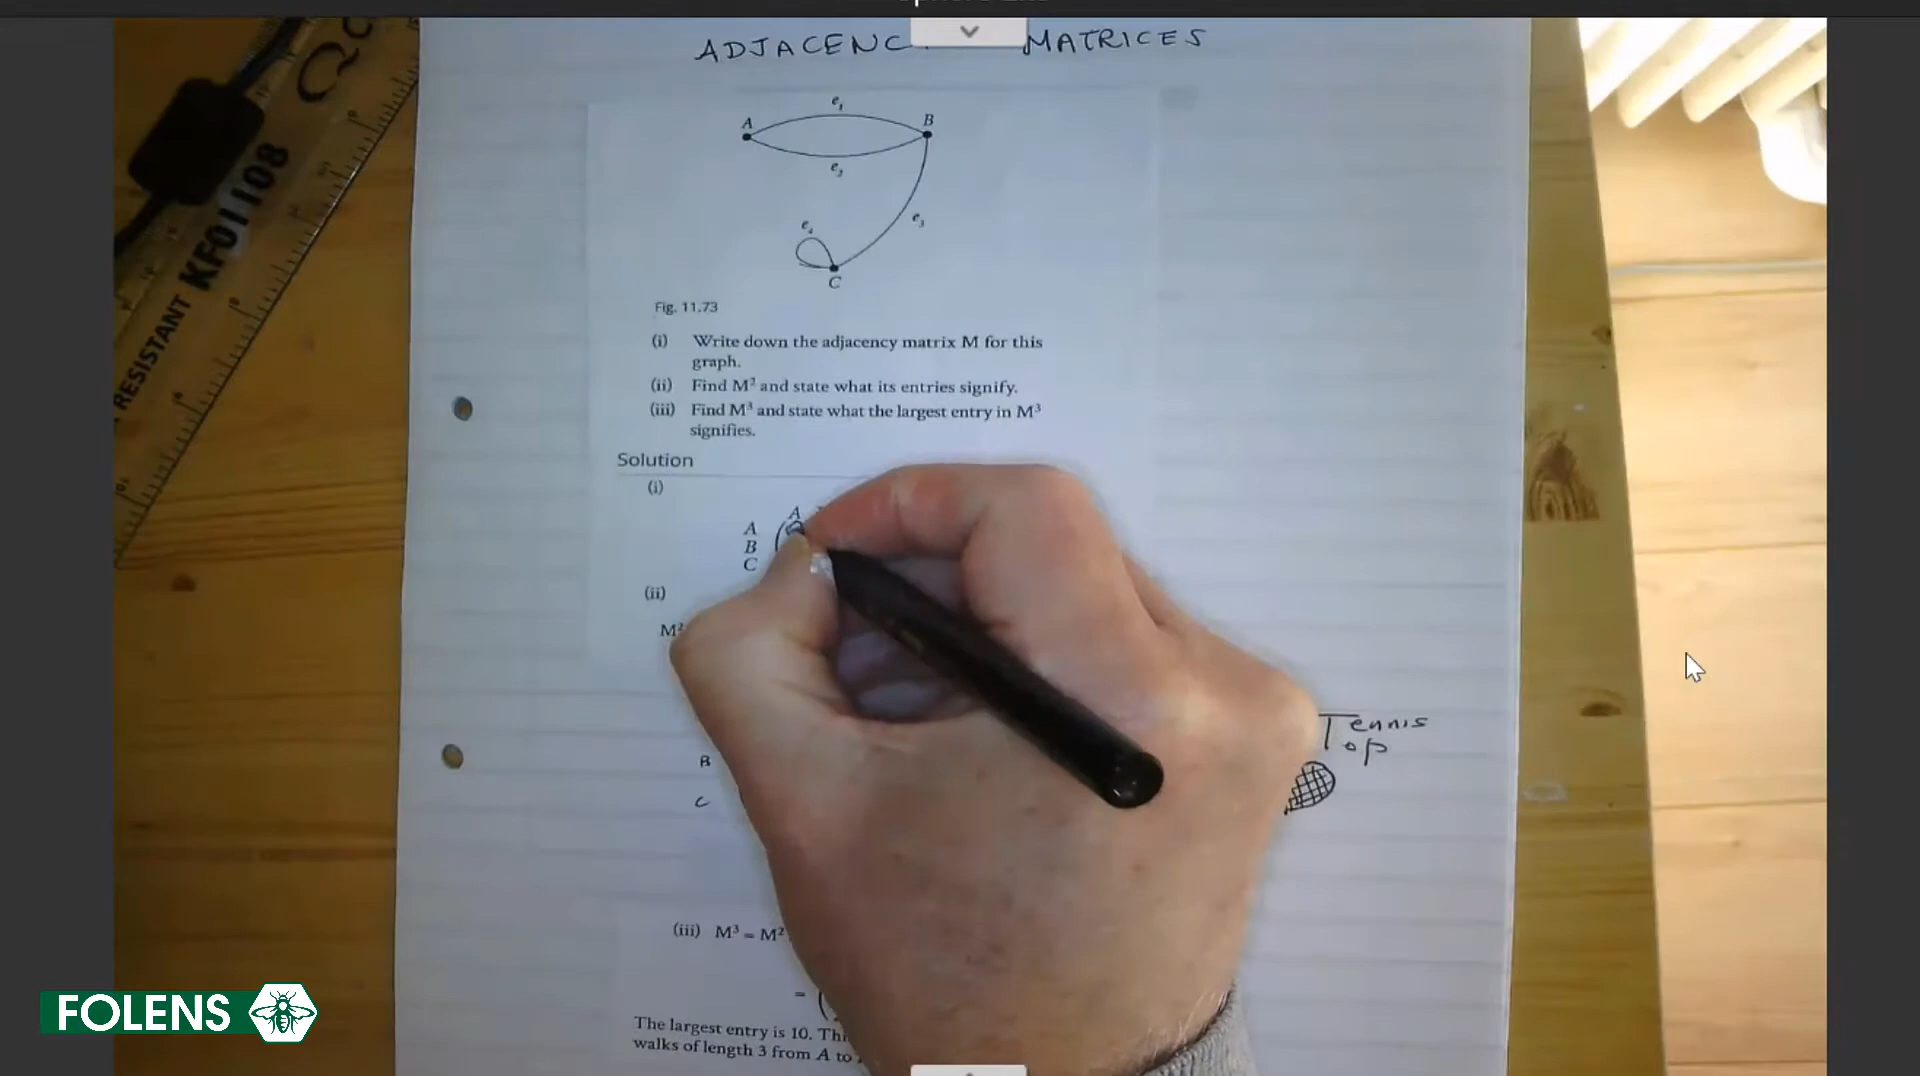 ADJACENC MATRICES
e₁
A B
e₂
e₃
e₄
C
Fig. 11.73
(i) Write down the adjacency matrix M for this
graph.
(ii) Find M² and state what its entries signify.
(iii) Find M³ and state what the largest entry in M³
signifies.
Solution
(i)
A
A
B
C
(ii)
M²
Tennis
Top
B
C
(iii) M³ = M²
= (
The largest entry is 10. Thi
walks of length 3 from A to
RESISTANT KF01108
FOLENS